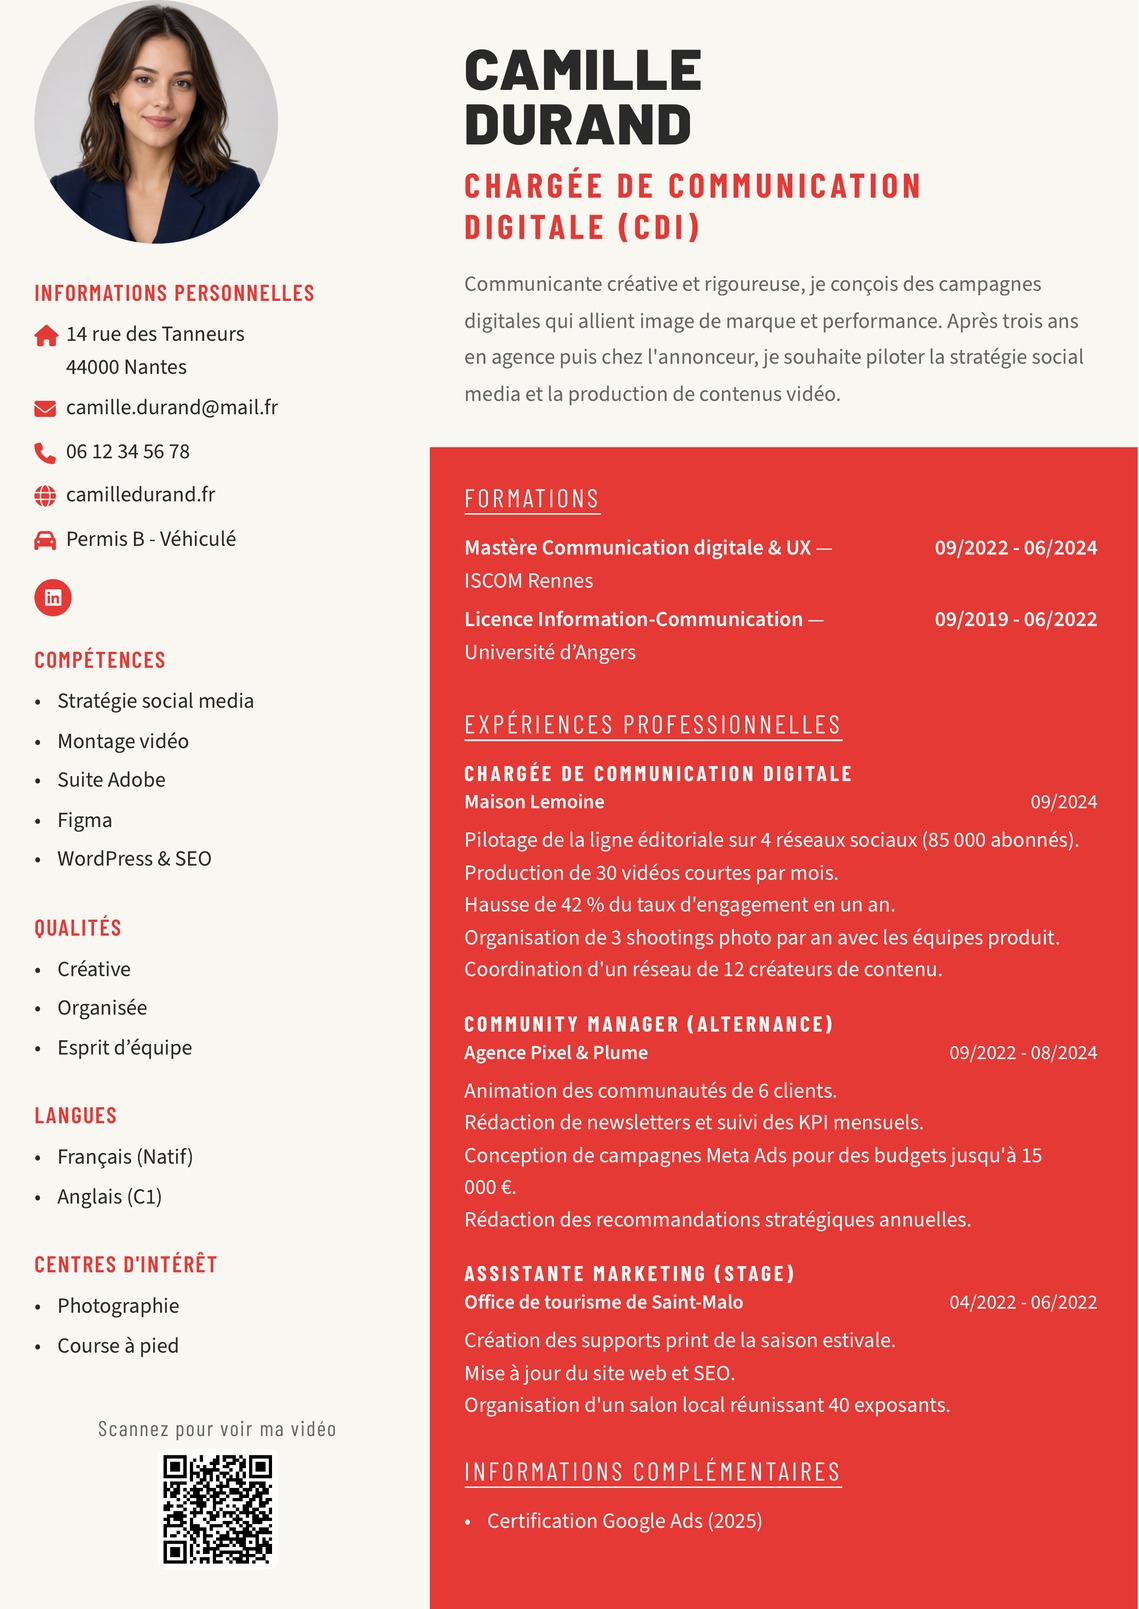 CAMILLE
DURAND
CHARGÉE DE COMMUNICATION
DIGITALE (CDI)
Communicante créative et rigoureuse, je conçois des campagnes
digitales qui allient image de marque et performance. Après trois ans
en agence puis chez l'annonceur, je souhaite piloter la stratégie social
media et la production de contenus vidéo.
INFORMATIONS PERSONNELLES
14 rue des Tanneurs
44000 Nantes
camille.durand@mail.fr
06 12 34 56 78
camilledurand.fr
Permis B - Véhiculé
in
COMPÉTENCES
• Stratégie social media
• Montage vidéo
• Suite Adobe
• Figma
• WordPress & SEO
QUALITÉS
• Créative
• Organisée
• Esprit d’équipe
LANGUES
• Français (Natif)
• Anglais (C1)
CENTRES D'INTÉRÊT
• Photographie
• Course à pied
Scannez pour voir ma vidéo
FORMATIONS
Mastère Communication digitale & UX — 09/2022 - 06/2024
ISCOM Rennes
Licence Information-Communication — 09/2019 - 06/2022
Université d’Angers
EXPÉRIENCES PROFESSIONNELLES
CHARGÉE DE COMMUNICATION DIGITALE
Maison Lemoine 09/2024
Pilotage de la ligne éditoriale sur 4 réseaux sociaux (85 000 abonnés).
Production de 30 vidéos courtes par mois.
Hausse de 42 % du taux d'engagement en un an.
Organisation de 3 shootings photo par an avec les équipes produit.
Coordination d'un réseau de 12 créateurs de contenu.
COMMUNITY MANAGER (ALTERNANCE)
Agence Pixel & Plume 09/2022 - 08/2024
Animation des communautés de 6 clients.
Rédaction de newsletters et suivi des KPI mensuels.
Conception de campagnes Meta Ads pour des budgets jusqu'à 15
000 €.
Rédaction des recommandations stratégiques annuelles.
ASSISTANTE MARKETING (STAGE)
Office de tourisme de Saint-Malo 04/2022 - 06/2022
Création des supports print de la saison estivale.
Mise à jour du site web et SEO.
Organisation d'un salon local réunissant 40 exposants.
INFORMATIONS COMPLÉMENTAIRES
• Certification Google Ads (2025)